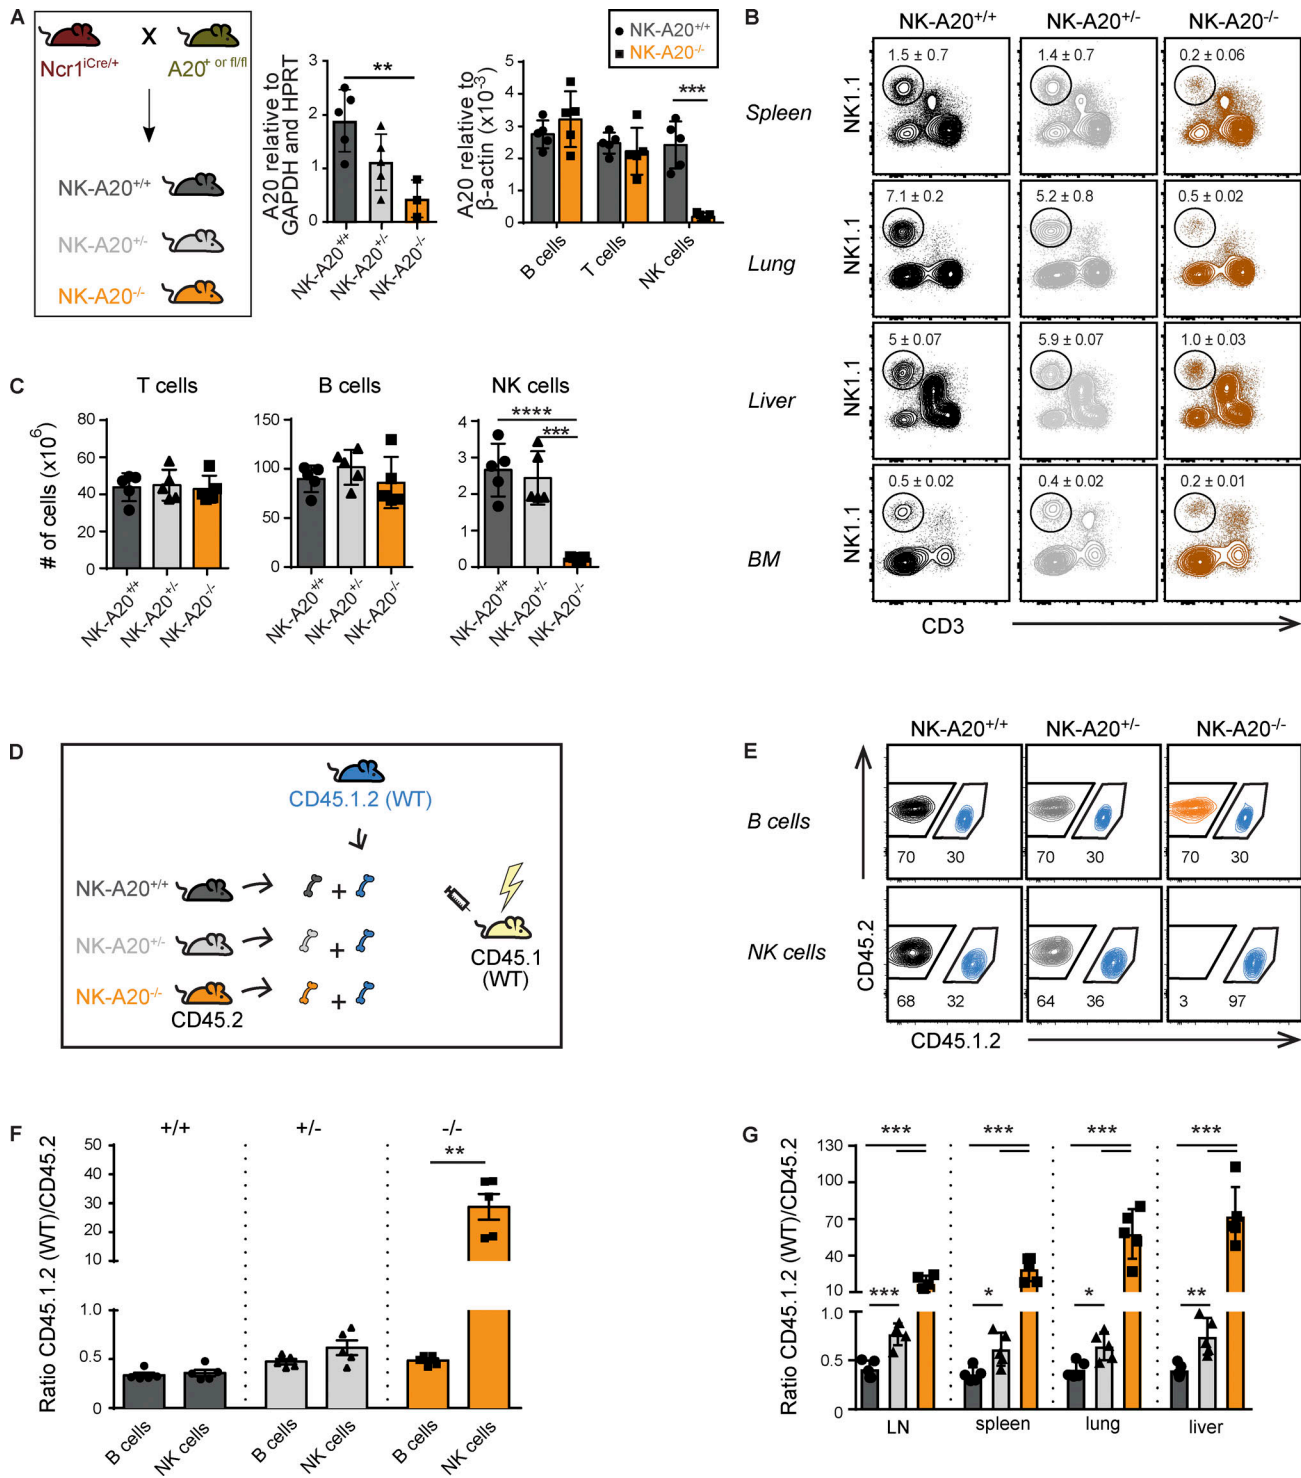 A
Ncr1iCre/+ X A20+ or fl/fl
NK-A20+/+
NK-A20+/-
NK-A20-/-
A20 relative to
GAPDH and HPRT
3
2
1
0
**
NK-A20+/+
NK-A20+/-
NK-A20-/-
NK-A20+/+
NK-A20-/-
A20 relative to
β-actin (x10-3)
5
4
3
2
1
0
***
B cells
T cells
NK cells
B
NK-A20+/+ NK-A20+/- NK-A20-/-
Spleen
NK1.1
1.5 ± 0.7
1.4 ± 0.7
0.2 ± 0.06
Lung
NK1.1
7.1 ± 0.2
5.2 ± 0.8
0.5 ± 0.02
Liver
NK1.1
5 ± 0.07
5.9 ± 0.07
1.0 ± 0.03
BM
NK1.1
0.5 ± 0.02
0.4 ± 0.02
0.2 ± 0.01
CD3
C
# of cells (x106)
T cells
80
60
40
20
0
NK-A20+/+
NK-A20+/-
NK-A20-/-
B cells
150
100
50
0
NK-A20+/+
NK-A20+/-
NK-A20-/-
NK cells
4
3
2
1
0
****
***
NK-A20+/+
NK-A20+/-
NK-A20-/-
D
CD45.1.2 (WT)
NK-A20+/+
+
NK-A20+/-
+
NK-A20-/-
+
CD45.2
CD45.1
(WT)
E
NK-A20+/+ NK-A20+/- NK-A20-/-
B cells
70 30
70 30
70 30
NK cells
68 32
64 36
3 97
CD45.2
CD45.1.2
F
Ratio CD45.1.2 (WT)/CD45.2
+/+ +/- -/-
50
40
30
20
10
1.0
0.5
0
**
B cells
NK cells
B cells
NK cells
B cells
NK cells
G
Ratio CD45.1.2 (WT)/CD45.2
130
100
70
40
10
1.0
0.5
0
*** *** *** ***
*** * * **
LN spleen lung liver